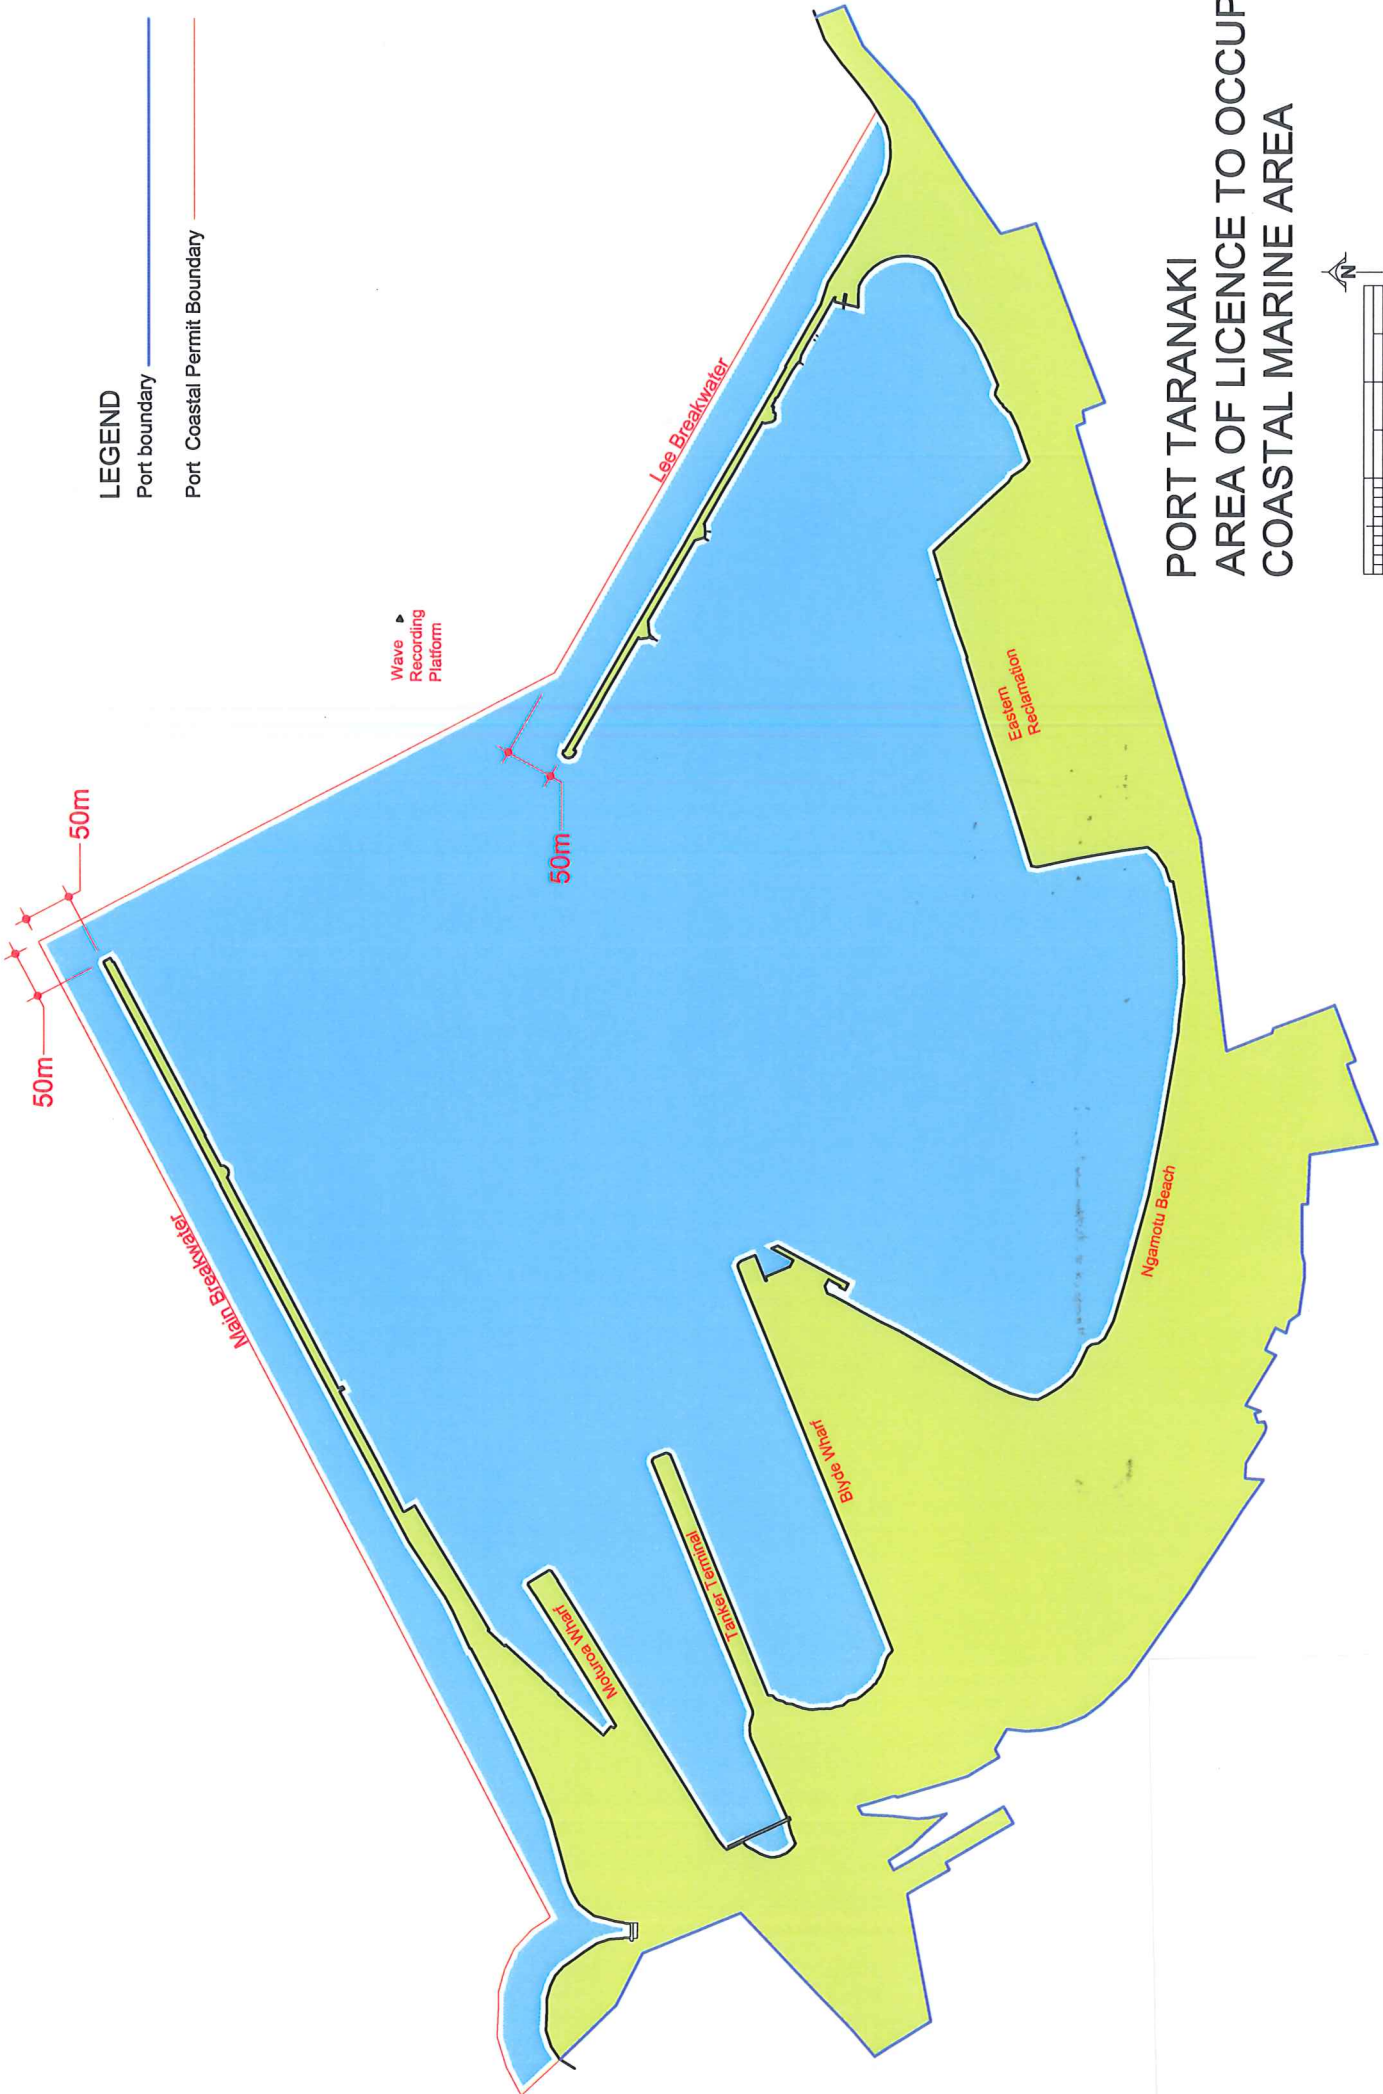 LEGEND
Port boundary
Port Coastal Permit Boundary
50m
50m
Wave
Recording
Platform
Main Breakwater
Lee Breakwater
50m
Moturoa Wharf
Tanker Terminal
Blyde Wharf
Eastern
Reclamation
Ngamotu Beach
PORT TARANAKI
AREA OF LICENCE TO OCCUP
COASTAL MARINE AREA
N